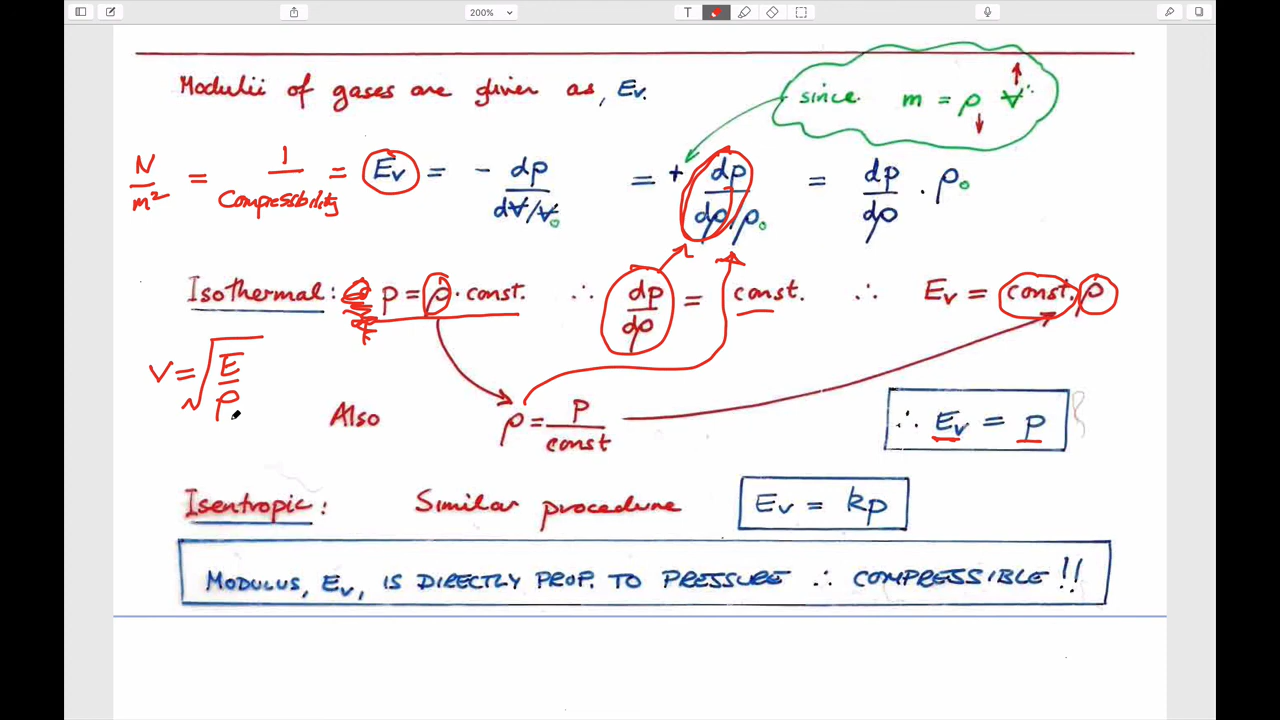 200%
T
Modulii of gases are given as, Ev.
since m = ρ V
N/m² = 1/Compressibility = Ev = - dp/(dV/V₀) = + dp/(dρ/ρ₀) = dp/dρ · ρ₀
Isothermal: p = ρ · const. ∴ dp/dρ = const. ∴ Ev = const. ρ
V = √(E/ρ)
Also ρ = p/const ∴ Ev = p
Isentropic: Similar procedure Ev = kp
MODULUS, Ev, IS DIRECTLY PROP. TO PRESSURE ∴ COMPRESSIBLE!!